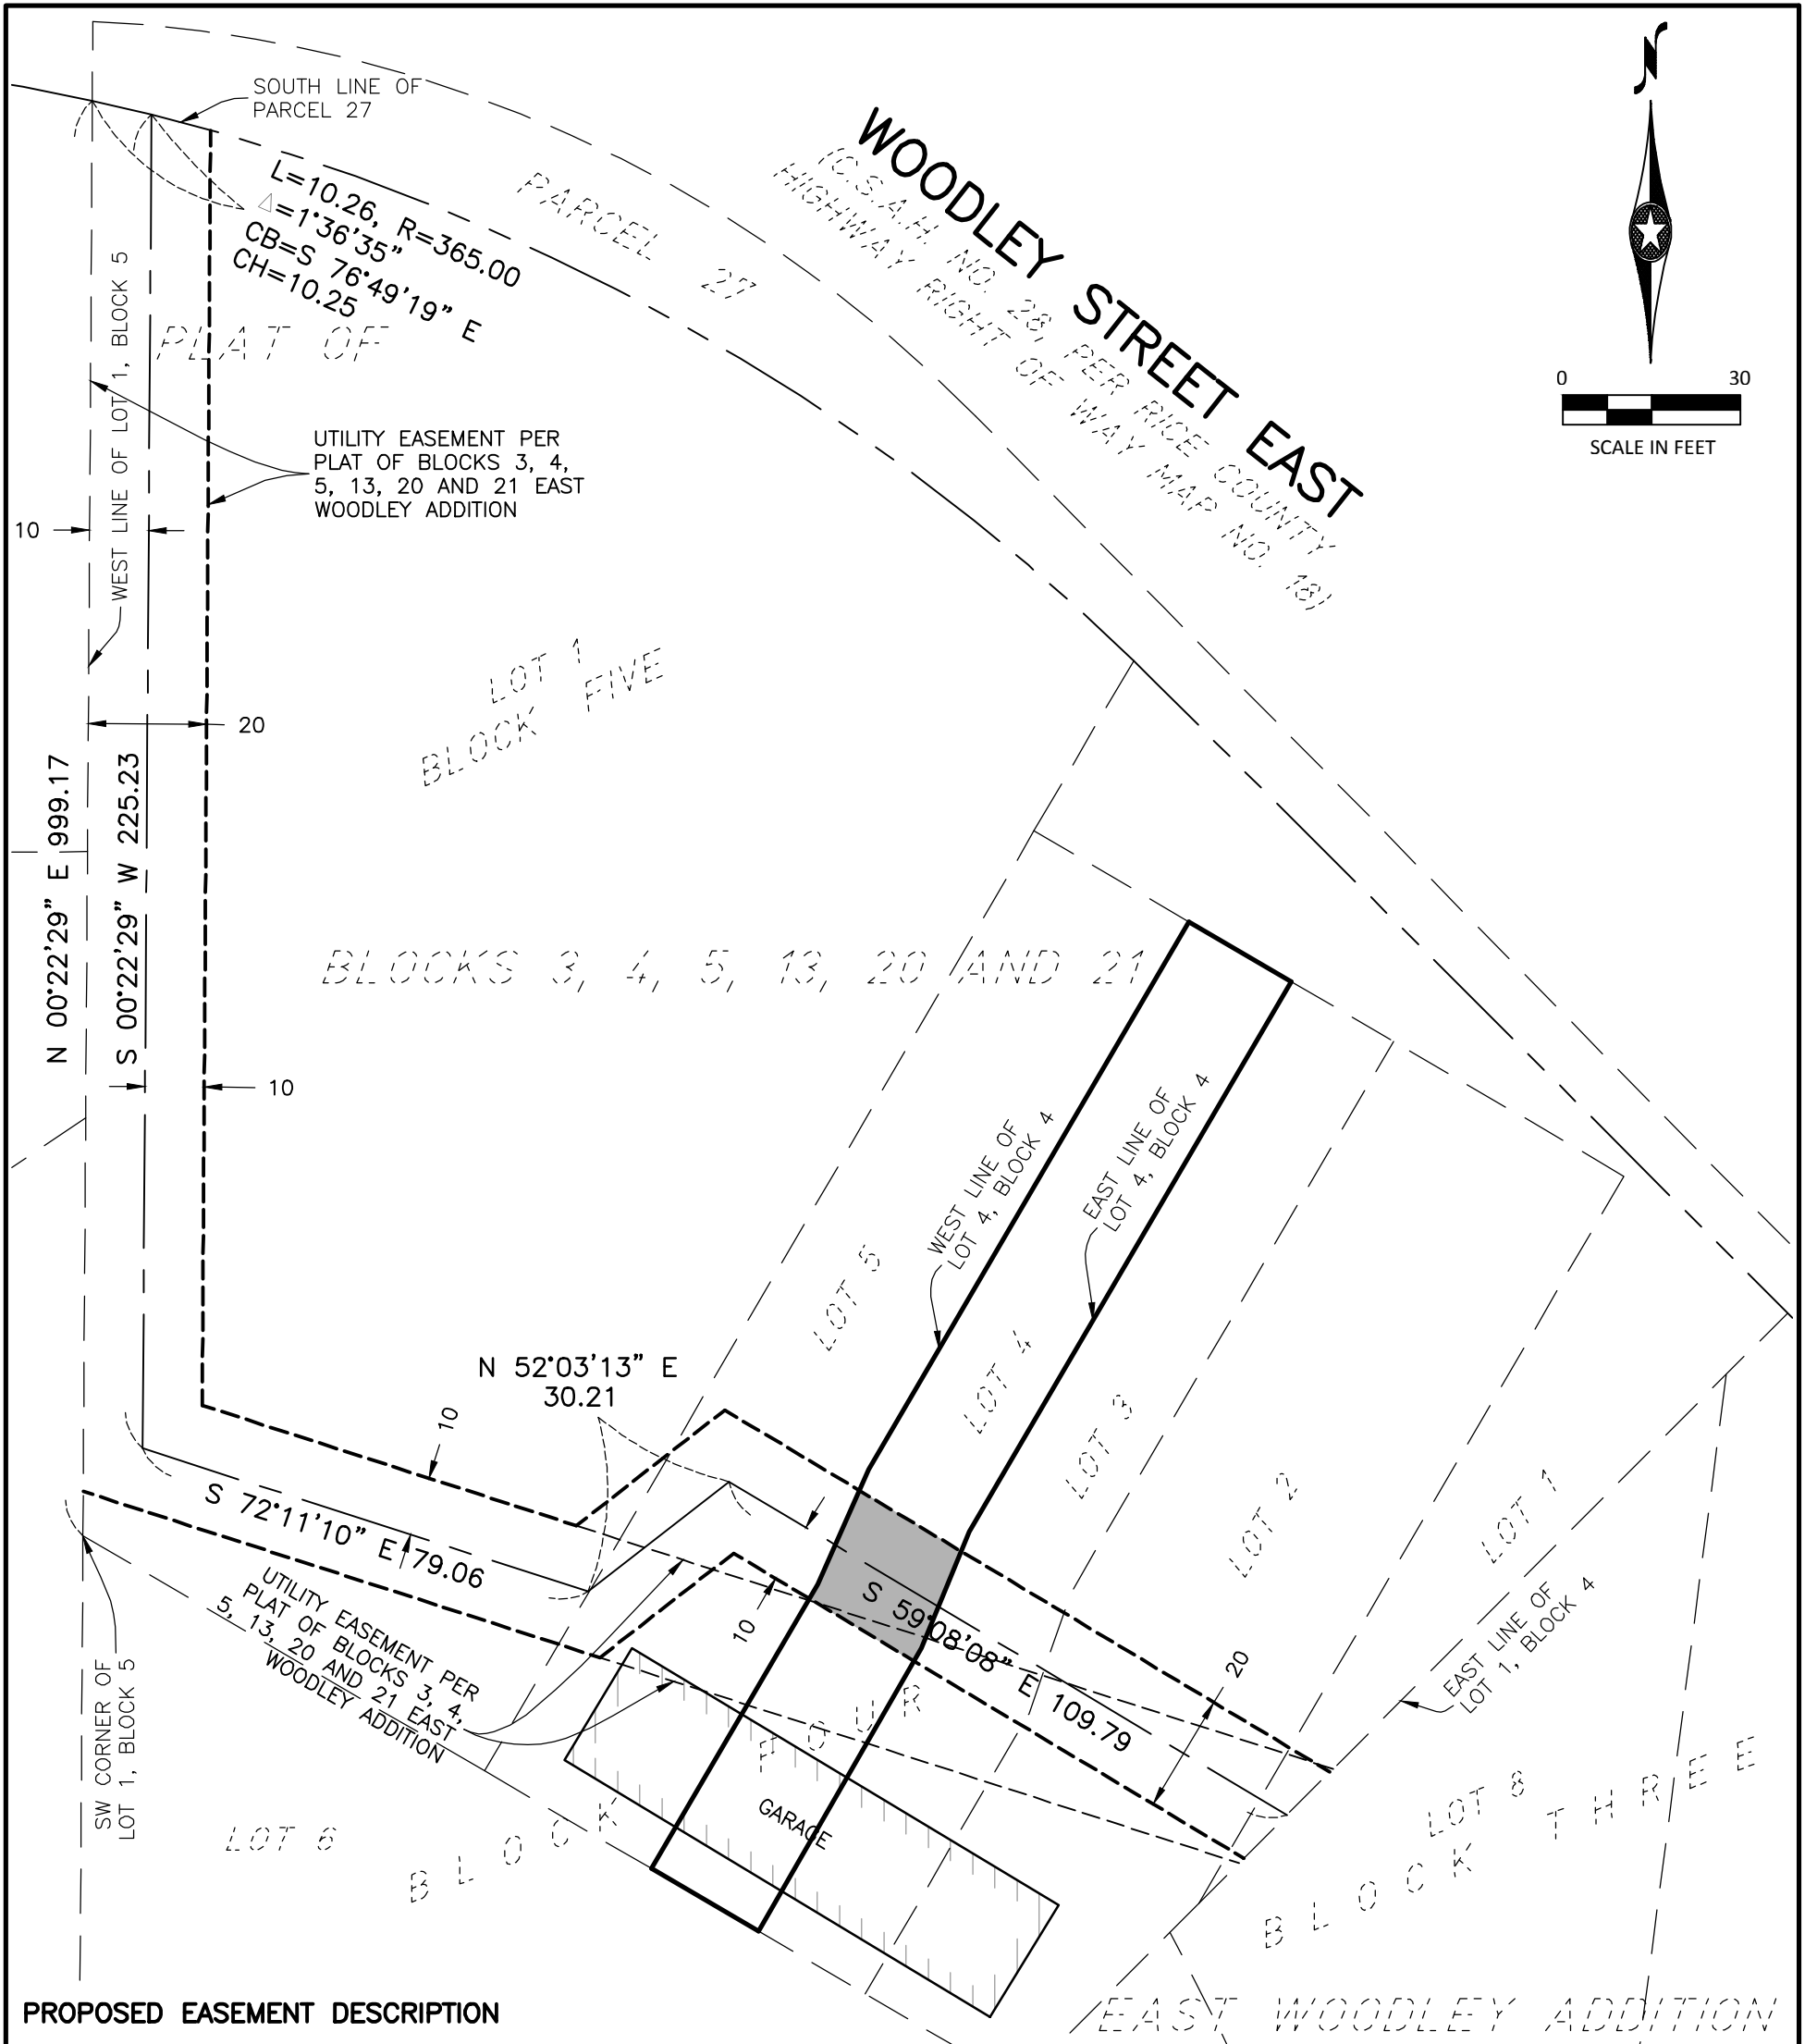 SOUTH LINE OF
PARCEL 27
N
0 30
SCALE IN FEET
WOODLEY STREET EAST
(C.S.A.H. NO. 28, PER RICE COUNTY
HIGHWAY RIGHT OF WAY MAP NO. 18)
PARCEL 27
L=10.26, R=365.00
△=1°36'35"
CB=S 76°49'19" E
CH=10.25
PLAT OF
WEST LINE OF LOT 1, BLOCK 5
UTILITY EASEMENT PER
PLAT OF BLOCKS 3, 4,
5, 13, 20 AND 21 EAST
WOODLEY ADDITION
10
LOT 1
BLOCK FIVE
20
N 00°22'29" E 999.17
S 00°22'29" W 225.23
BLOCKS 3, 4, 5, 13, 20 AND 21
10
WEST LINE OF
LOT 4, BLOCK 4
EAST LINE OF
LOT 4, BLOCK 4
LOT 5
LOT 4
LOT 3
LOT 2
LOT 1
N 52°03'13" E
30.21
10
S 72°11'10" E 79.06
UTILITY EASEMENT PER
PLAT OF BLOCKS 3, 4,
5, 13, 20 AND 21 EAST
WOODLEY ADDITION
SW CORNER OF
LOT 1, BLOCK 5
10
S 59°08'08" E 109.79
20
EAST LINE OF
LOT 1, BLOCK 4
GARAGE
LOT 6
BLOCK FOUR
LOT 8
BLOCK THREE
PROPOSED EASEMENT DESCRIPTION
EAST WOODLEY ADDITION